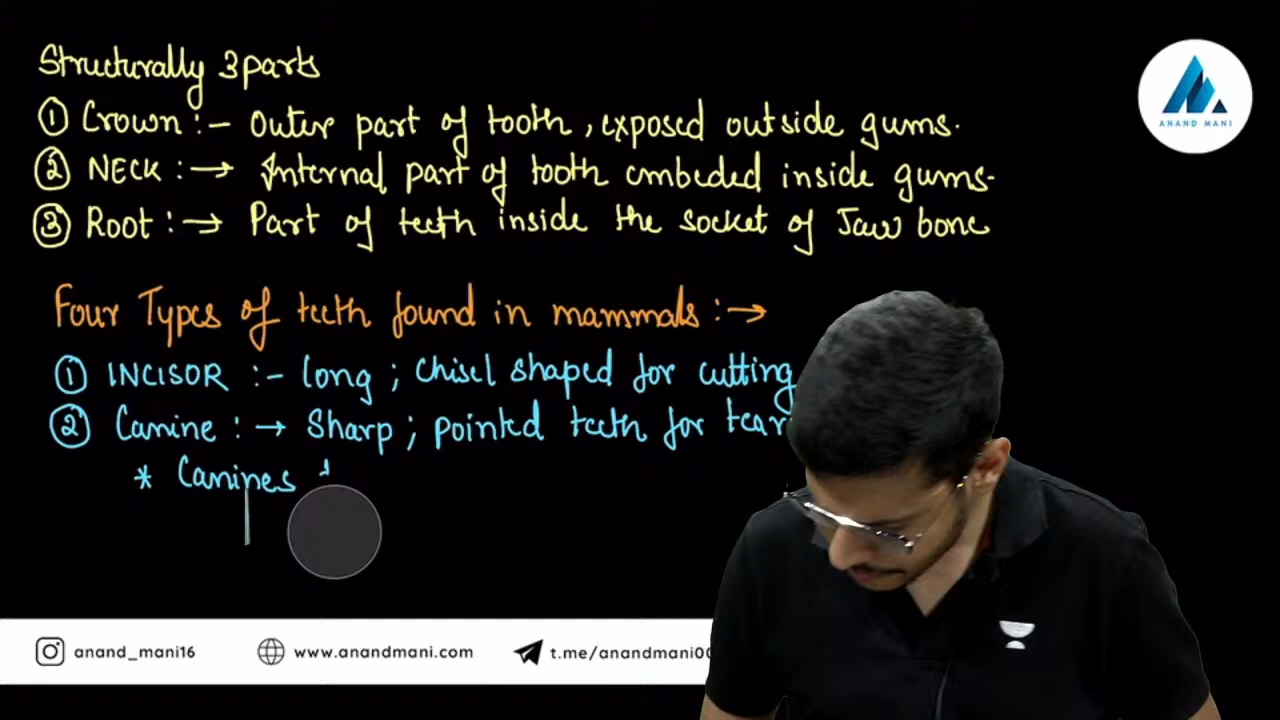 Structurally 3 parts
① Crown :- Outer part of tooth, exposed outside gums.
② NECK :→ Internal part of tooth embeded inside gums.
③ Root :→ Part of teeth inside the socket of Jaw bone
ANAND MANI
Four Types of teeth found in mammals :→
① INCISOR :- long ; chisel shaped for cutting
② Canine :→ Sharp ; pointed teeth for tear
* Canines
anand_mani16
www.anandmani.com
t.me/anandmani00